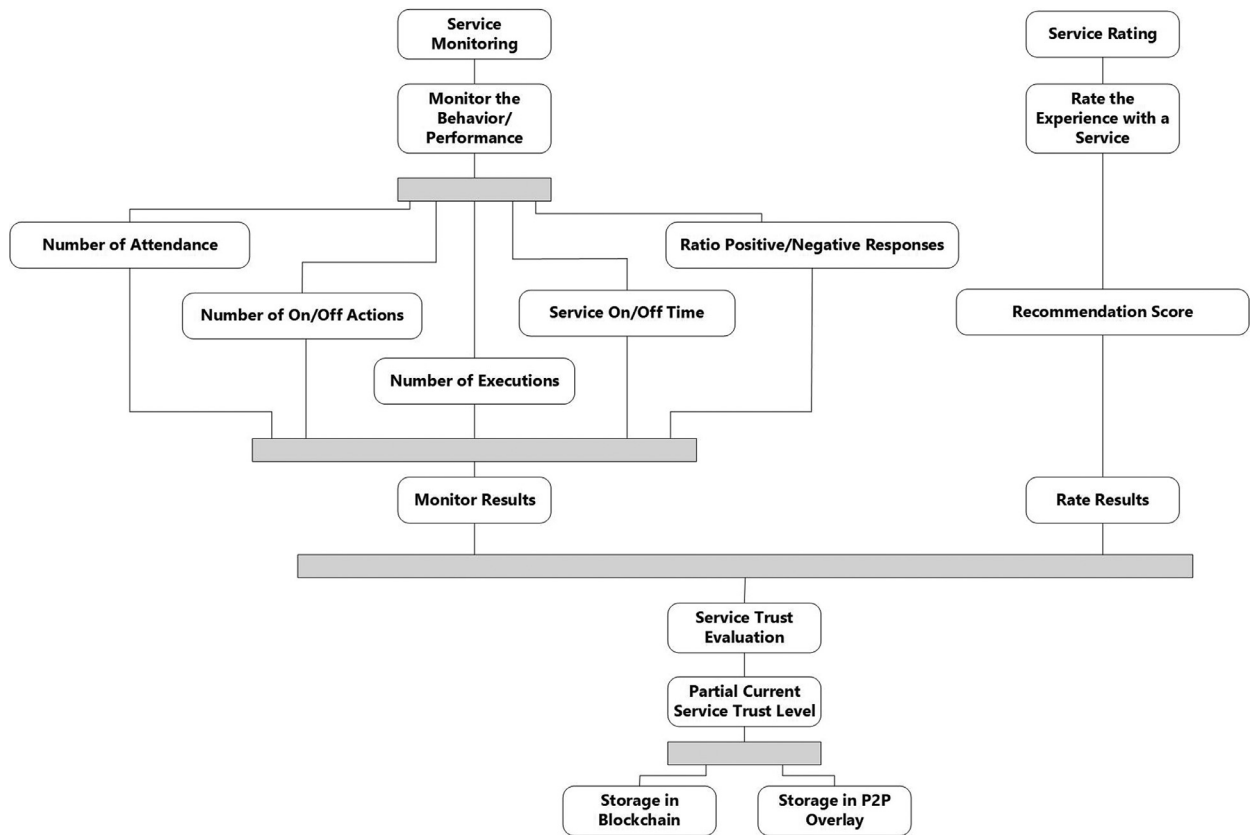 Service
Monitoring
Service Rating
Monitor the
Behavior/
Performance
Rate the
Experience with a
Service
Number of Attendance
Ratio Positive/Negative Responses
Number of On/Off Actions
Service On/Off Time
Recommendation Score
Number of Executions
Monitor Results
Rate Results
Service Trust
Evaluation
Partial Current
Service Trust Level
Storage in
Blockchain
Storage in P2P
Overlay